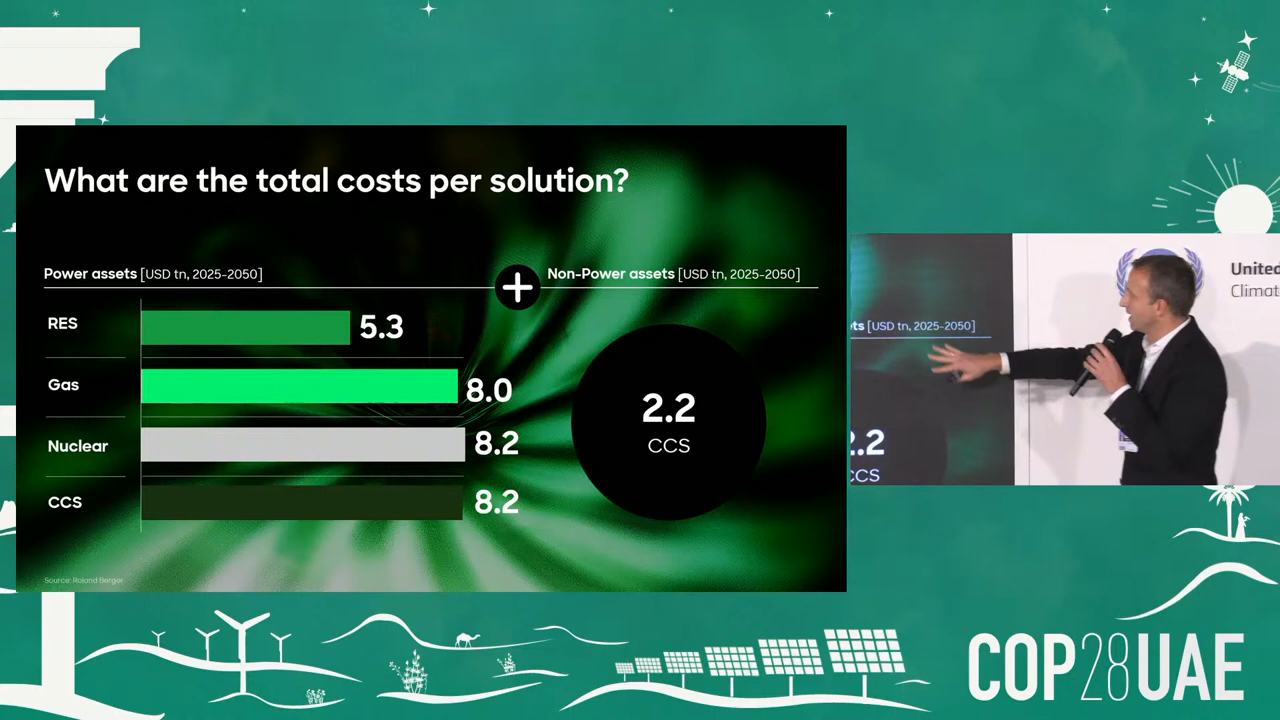 What are the total costs per solution?
Power assets [USD tn, 2025-2050]
Non-Power assets [USD tn, 2025-2050]
RES
5.3
Gas
8.0
Nuclear
8.2
CCS
8.2
2.2
CCS
Source: Roland Berger
ts [USD tn, 2025-2050]
2.2
CCS
United
Climat
COP28UAE